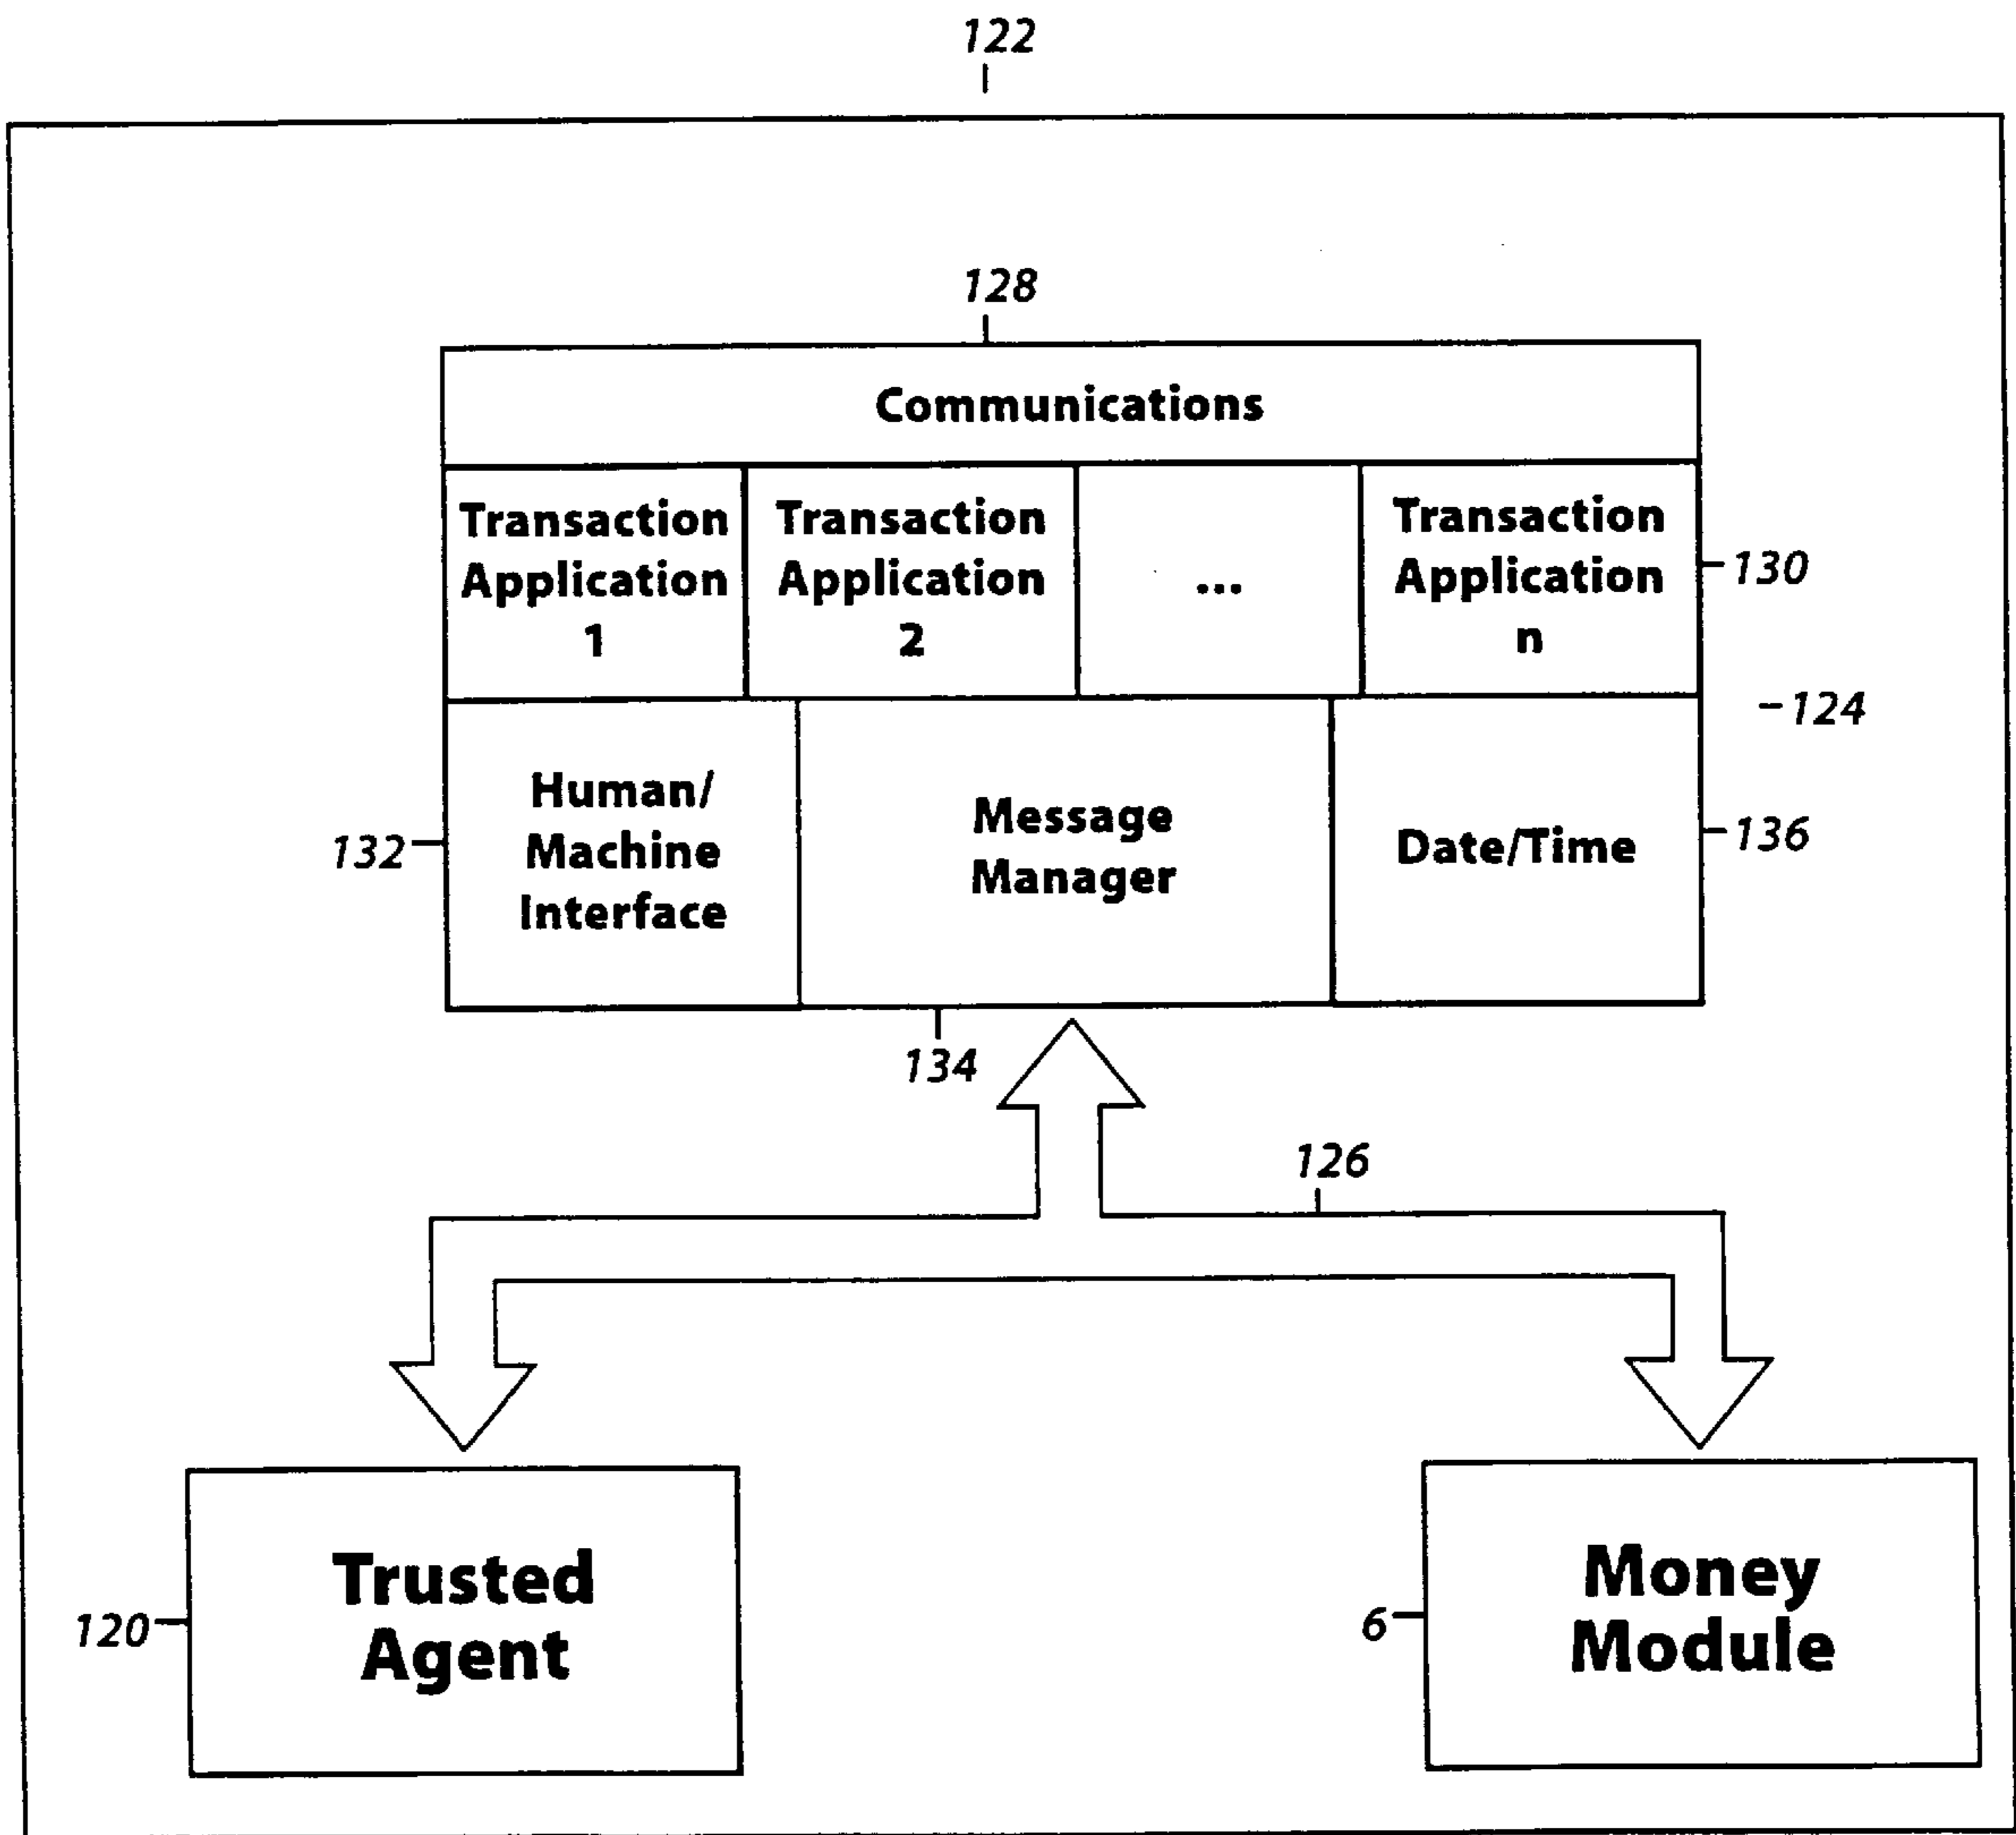 122
128
Communications
Transaction
Application
1
Transaction
Application
2
...
Transaction
Application
n
130
124
Human/
Machine
Interface
132
Message
Manager
Date/Time
136
134
126
Trusted
Agent
120
Money
Module
6